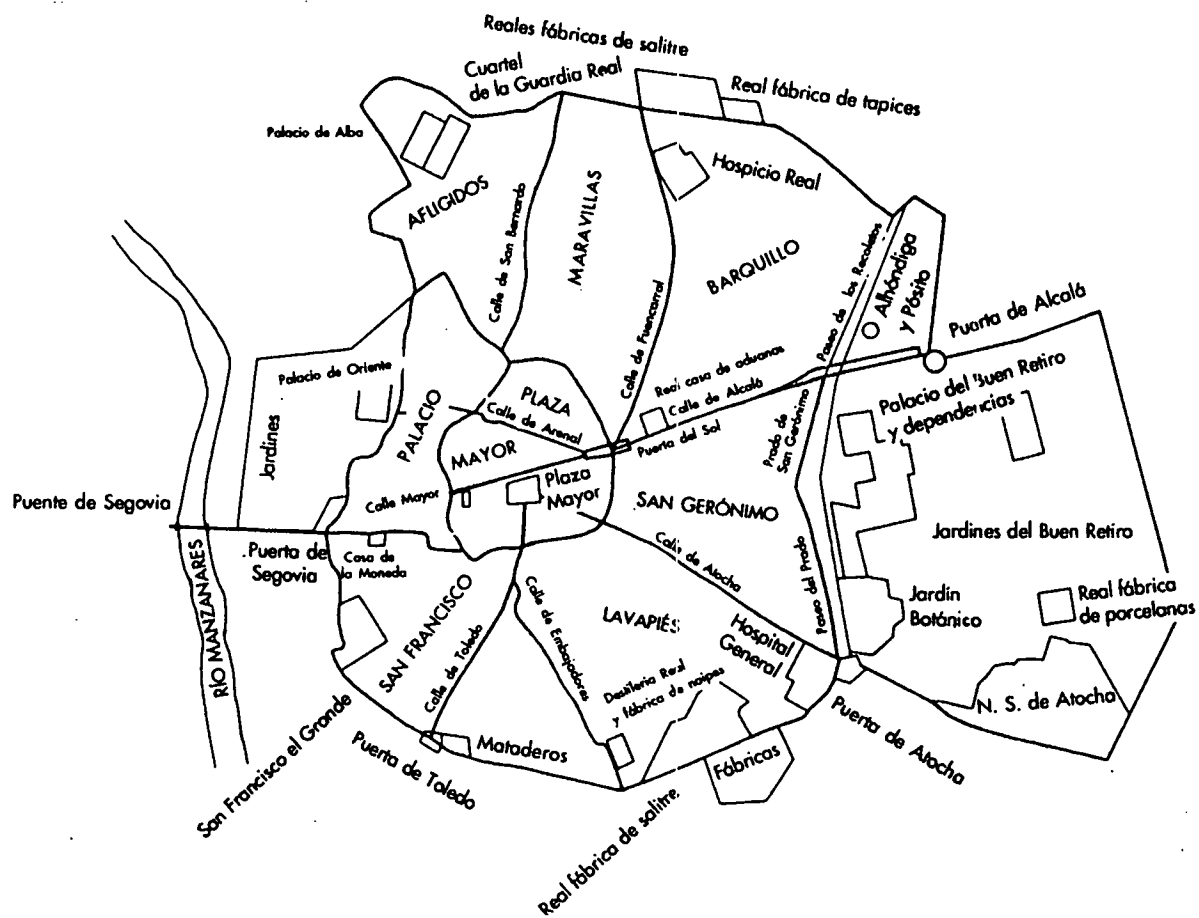 Reales fábricas de salitre
Cuartel
de la Guardia Real
Real fábrica de tapices
Palacio de Alba
Hospicio Real
AFLIGIDOS
Calle de San Bernardo
MARAVILLAS
BARQUILLO
Paseo de los Recoletos
Alhóndiga
y Pósito
Calle de Fuencarral
Puerta de Alcalá
Palacio de Oriente
PLAZA
Real casa de aduanas
Calle de Alcalá
Palacio del Buen Retiro
y dependencias
Jardines
PALACIO
Calle de Arenal
MAYOR
Puerta del Sol
Prado de
San Gerónimo
Puente de Segovia
Calle Mayor
Plaza
Mayor
SAN GERÓNIMO
Jardines del Buen Retiro
Puerta de
Segovia
Casa de
la Moneda
Calle de Atocha
Paseo del Prado
RÍO MANZANARES
Jardín
Botánico
Real fábrica
de porcelanas
SAN FRANCISCO
Calle de Toledo
Calle de Embajadores
LAVAPIÉS
Hospital
General
Destilería Real
y fábrica de naipes
N. S. de Atocha
San Francisco el Grande
Puerta de Toledo
Mataderos
Fábricas
Puerta de Atocha
Real fábrica de salitre